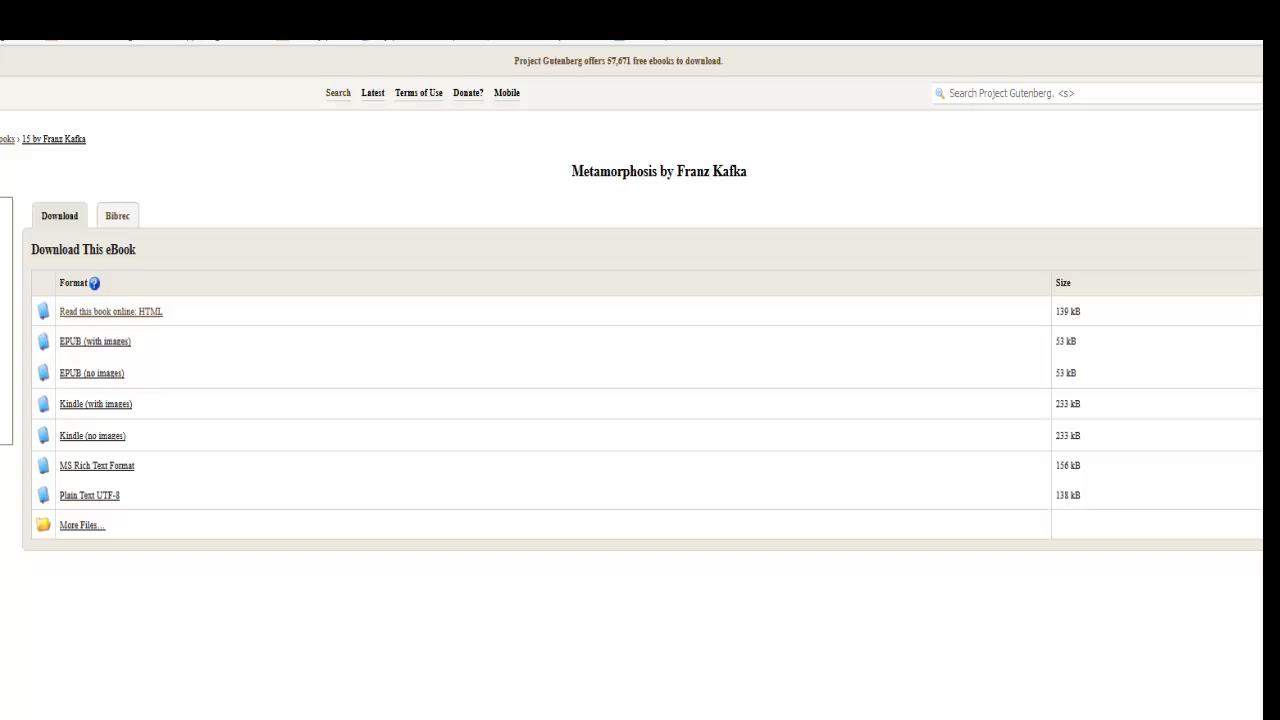 Project Gutenberg offers 57,671 free ebooks to download.
Search Latest Terms of Use Donate? Mobile
Search Project Gutenberg. <s>
ooks › 15 by Franz Kafka
Metamorphosis by Franz Kafka
Download Bibrec
Download This eBook
Format ? Size
Read this book online: HTML 139 kB
EPUB (with images) 53 kB
EPUB (no images) 53 kB
Kindle (with images) 233 kB
Kindle (no images) 233 kB
MS Rich Text Format 156 kB
Plain Text UTF-8 138 kB
More Files...